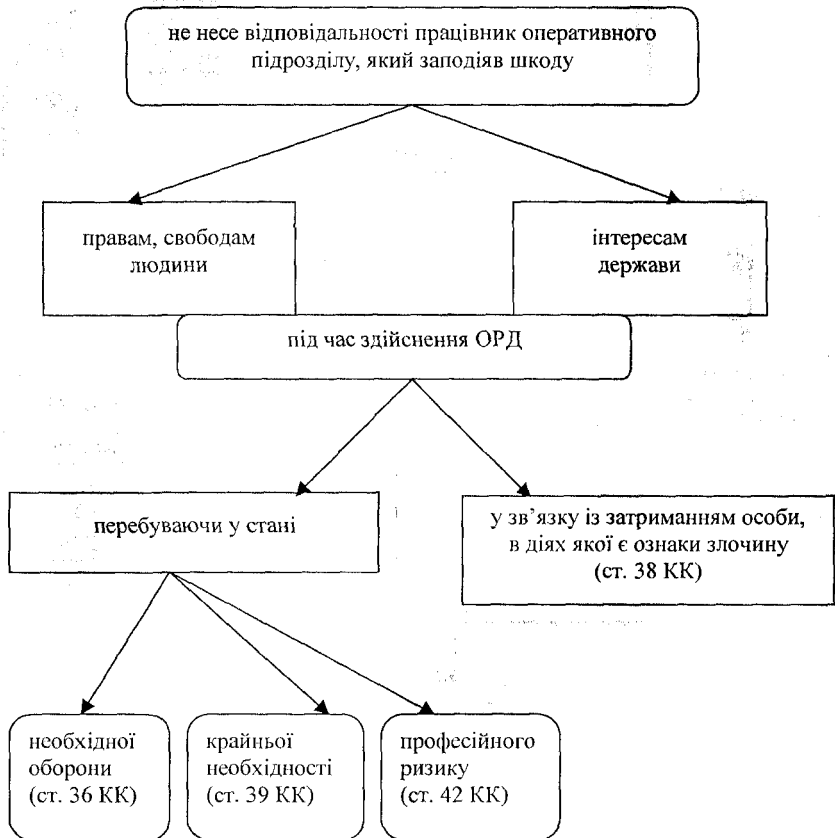 не несе відповідальності працівник оперативного
підрозділу, який заподіяв шкоду
правам, свободам
людини
інтересам
держави
під час здійснення ОРД
перебуваючи у стані
у зв’язку із затриманням особи,
в діях якої є ознаки злочину
(ст. 38 КК)
необхідної
оборони
(ст. 36 КК)
крайньої
необхідності
(ст. 39 КК)
професійного
ризику
(ст. 42 КК)